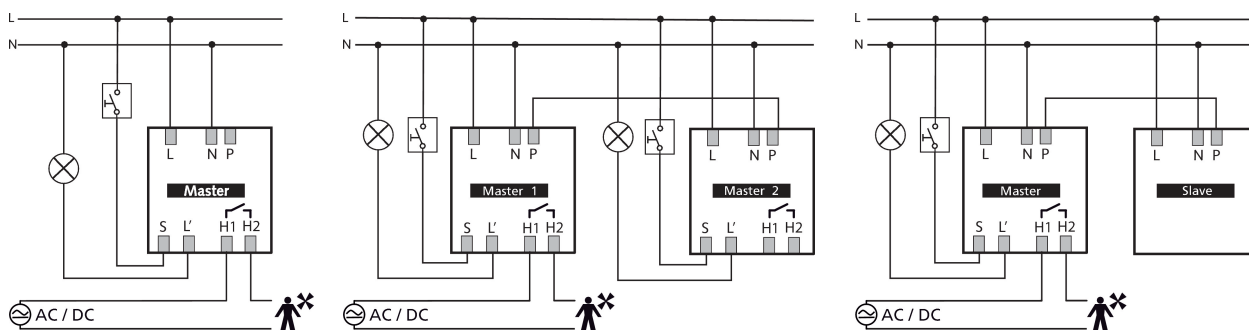 L
N
L N P
Master
S L' H1 H2
AC / DC
L
N
L N P
Master 1
S L' H1 H2
L N P
Master 2
S L' H1 H2
AC / DC
L
N
L N P
Master
S L' H1 H2
L N P
Slave
AC / DC